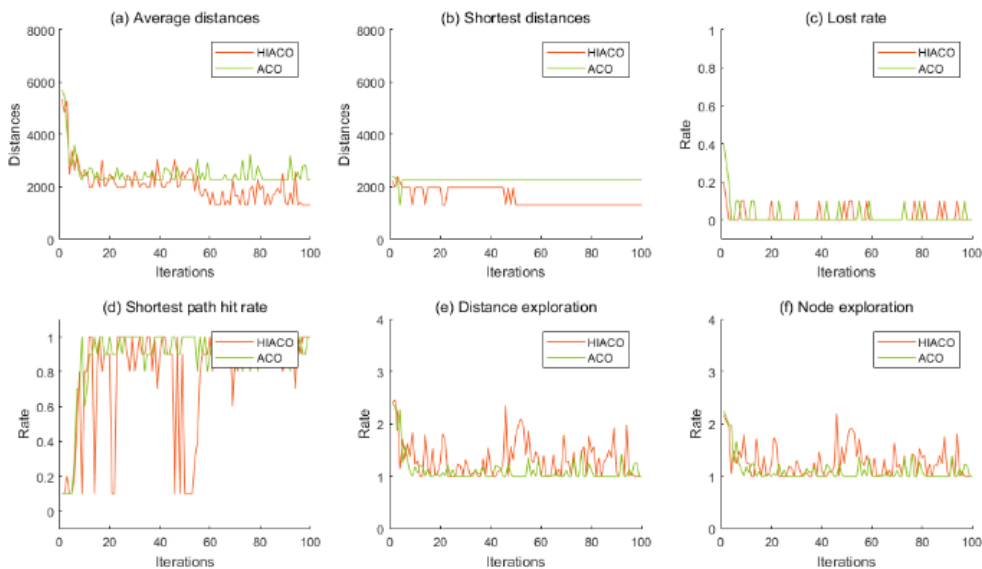 (a) Average distances
(b) Shortest distances
(c) Lost rate
8000
6000
4000
2000
0
Distances
HIACO
ACO
0
20
40
60
80
100
Iterations
8000
6000
4000
2000
0
Distances
HIACO
ACO
0
20
40
60
80
100
Iterations
1
0.8
0.6
0.4
0.2
0
Rate
HIACO
ACO
0
20
40
60
80
100
Iterations
(d) Shortest path hit rate
(e) Distance exploration
(f) Node exploration
1
0.8
0.6
0.4
0.2
0
Rate
HIACO
ACO
0
20
40
60
80
100
Iterations
4
3
2
1
0
Rate
HIACO
ACO
0
20
40
60
80
100
Iterations
4
3
2
1
0
Rate
HIACO
ACO
0
20
40
60
80
100
Iterations